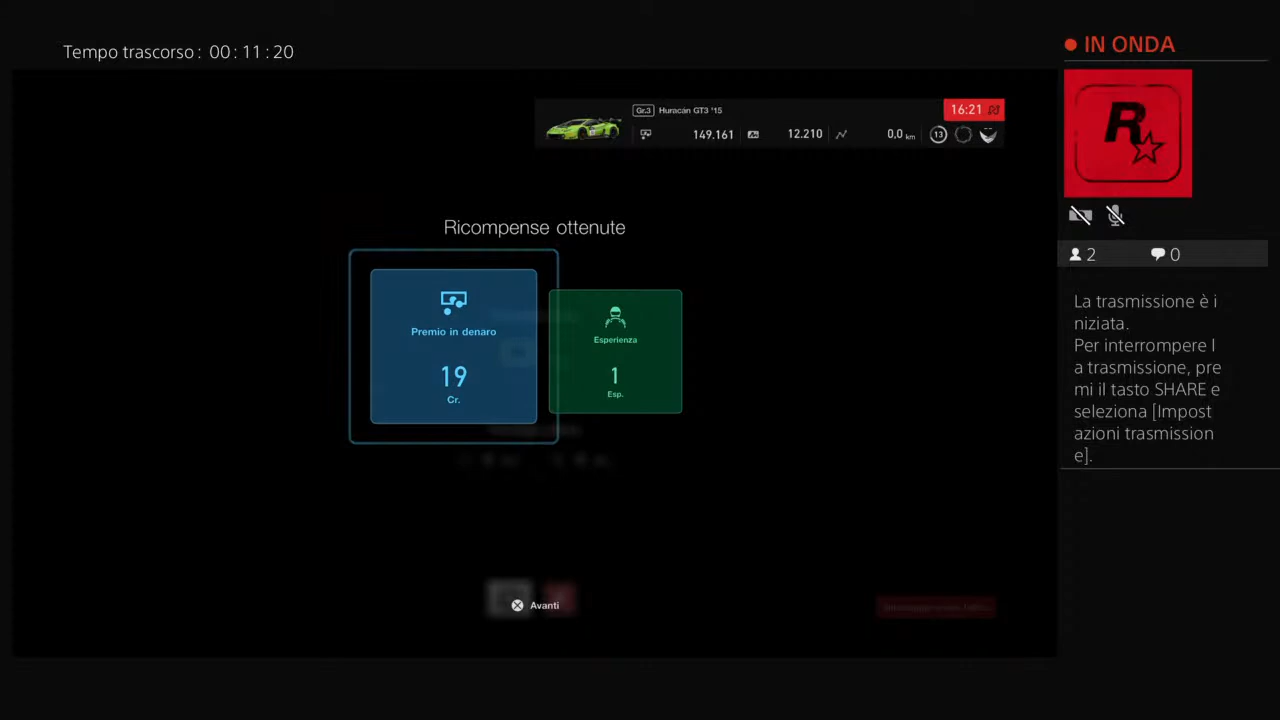 Tempo trascorso: 00:11:20
IN ONDA
Gr.3 Huracán GT3 '15
16:21
149.161
12.210
0,0 km
13
R
2
0
Ricompense ottenute
Premio in denaro
19
Cr.
Esperienza
1
Esp.
La trasmissione è i
niziata.
Per interrompere l
a trasmissione, pre
mi il tasto SHARE e
seleziona [Impost
azioni trasmission
e].
Avanti